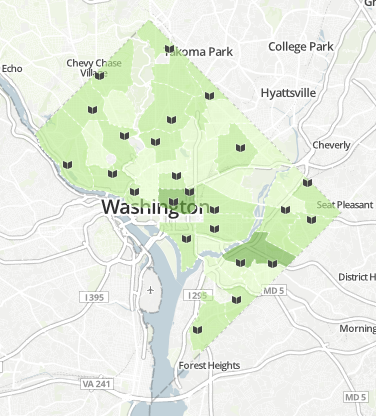 Gr
Takoma Park
College Park
Chevy Chase
Village
Echo
Hyattsville
Cheverly
Seat Pleasant
Washington
District H
I 295
MD 5
I 395
Morning
Forest Heights
VA 241
MD 5